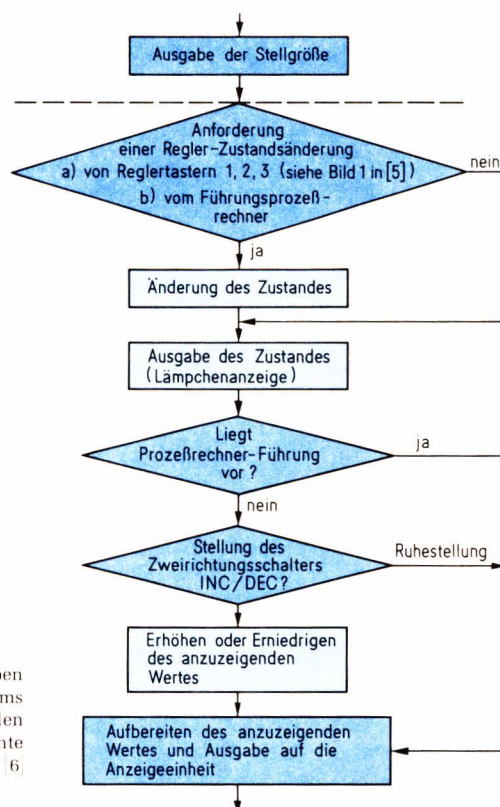 Ausgabe der Stellgröße
Anforderung
einer Regler-Zustandsänderung
a) von Reglertastern 1, 2, 3 (siehe Bild 1 in [5])
b) vom Führungsprozeß-
rechner
nein
ja
Änderung des Zustandes
Ausgabe des Zustandes
(Lämpchenanzeige)
Liegt
Prozeßrechner-Führung
vor ?
ja
nein
Stellung des
Zweirichtungsschalters
INC/DEC?
Ruhestellung
Erhöhen oder Erniedrigen
des anzuzeigenden
Wertes
Aufbereiten des anzuzeigenden
Wertes und Ausgabe auf die
Anzeigeeinheit
[6]